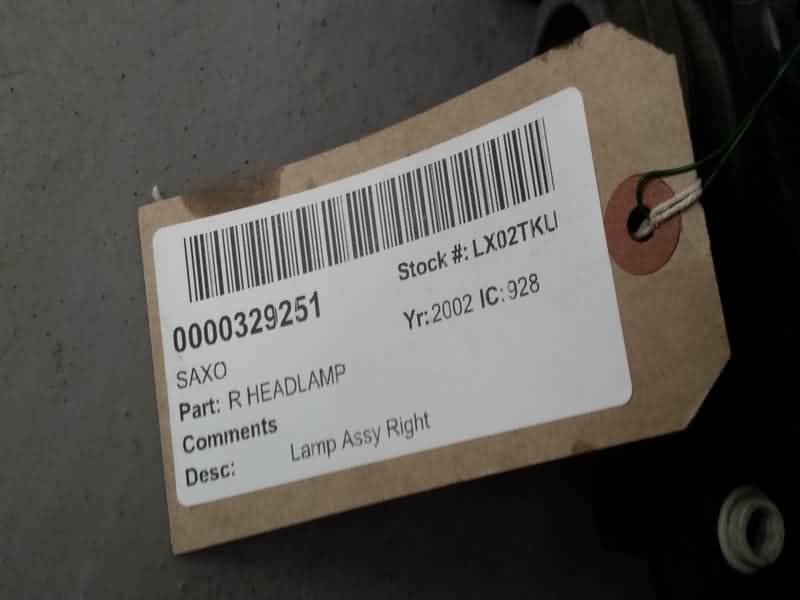 0000329251
Stock #: LX02TKU
SAXO
Yr: 2002 IC: 928
Part: R HEADLAMP
Comments
Desc: Lamp Assy Right